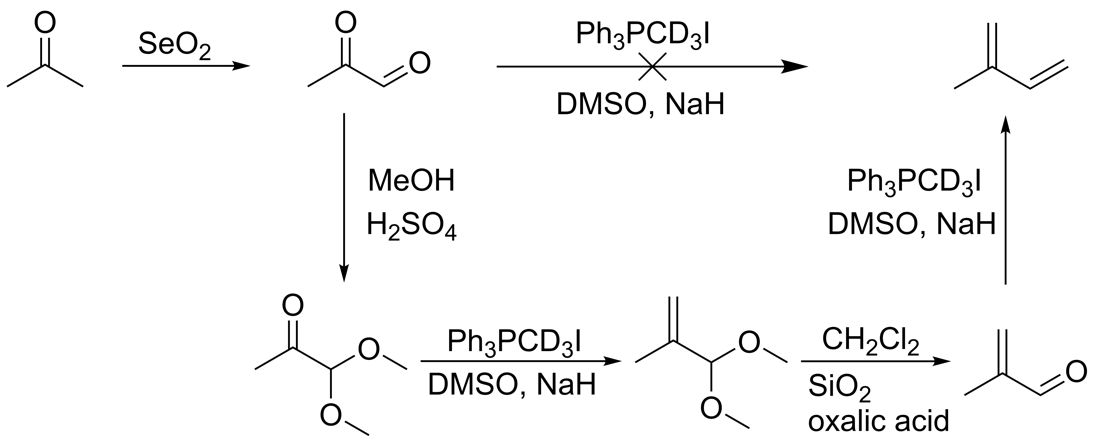 O
SeO₂
O
O
Ph₃PCD₃I
DMSO, NaH
MeOH
H₂SO₄
Ph₃PCD₃I
DMSO, NaH
O
O
O
Ph₃PCD₃I
DMSO, NaH
O
O
CH₂Cl₂
SiO₂
oxalic acid
O